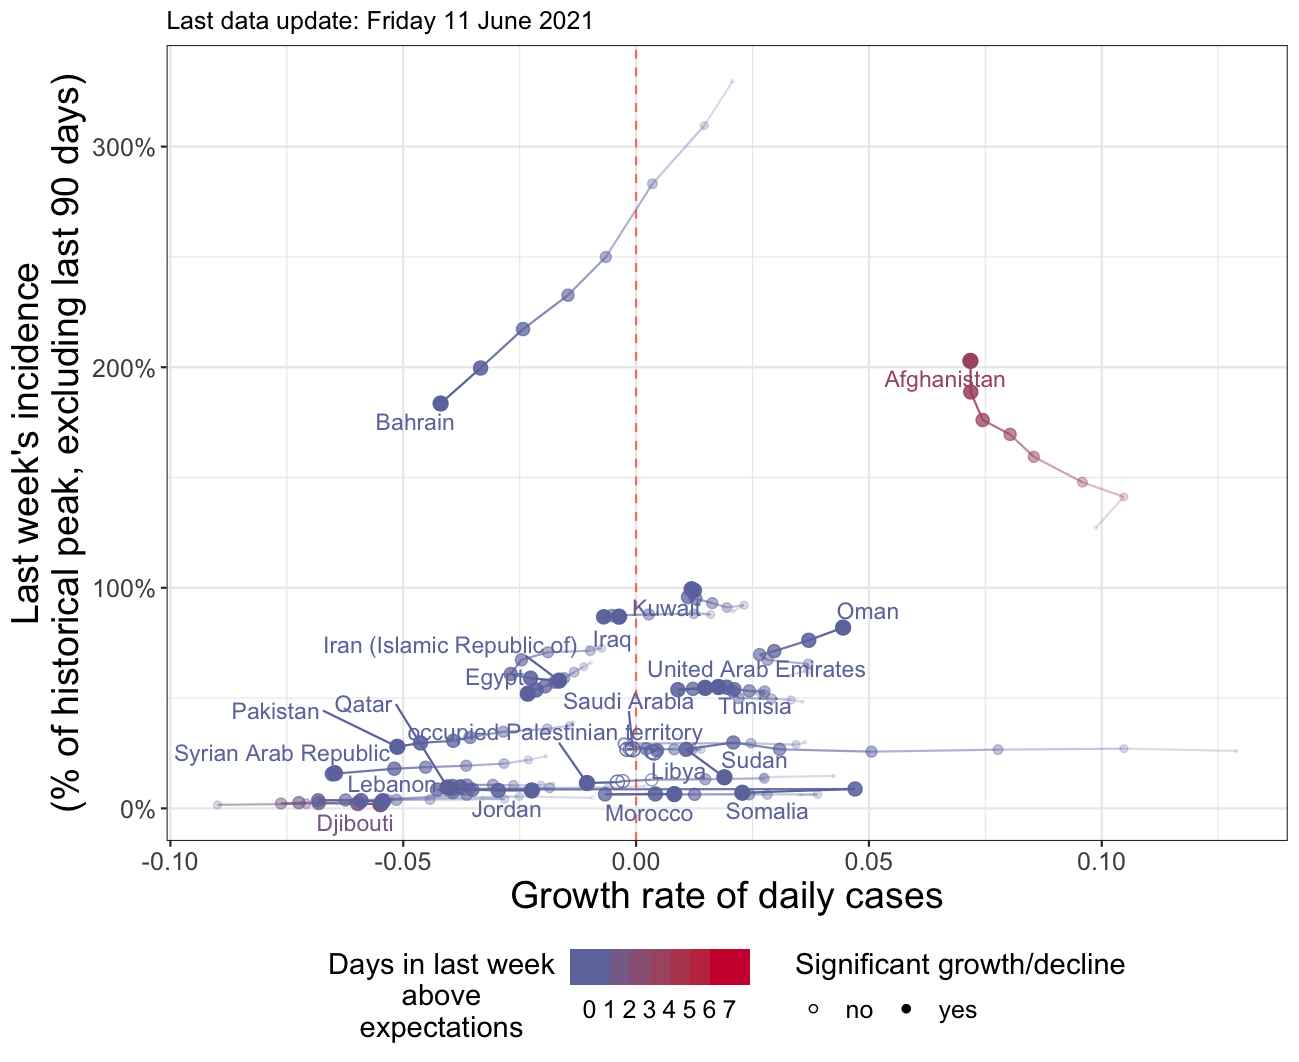 Last data update: Friday 11 June 2021
Last week's incidence
(% of historical peak, excluding last 90 days)
300%
200%
100%
0%
Afghanistan
Bahrain
Kuwait
Oman
Iraq
Iran (Islamic Republic of)
United Arab Emirates
Egypt
Saudi Arabia
Tunisia
Qatar
Pakistan
occupied Palestinian territory
Syrian Arab Republic
Sudan
Libya
Lebanon
Jordan
Morocco
Somalia
Djibouti
-0.10 -0.05 0.00 0.05 0.10
Growth rate of daily cases
Days in last week
above
expectations
0 1 2 3 4 5 6 7
Significant growth/decline
no yes